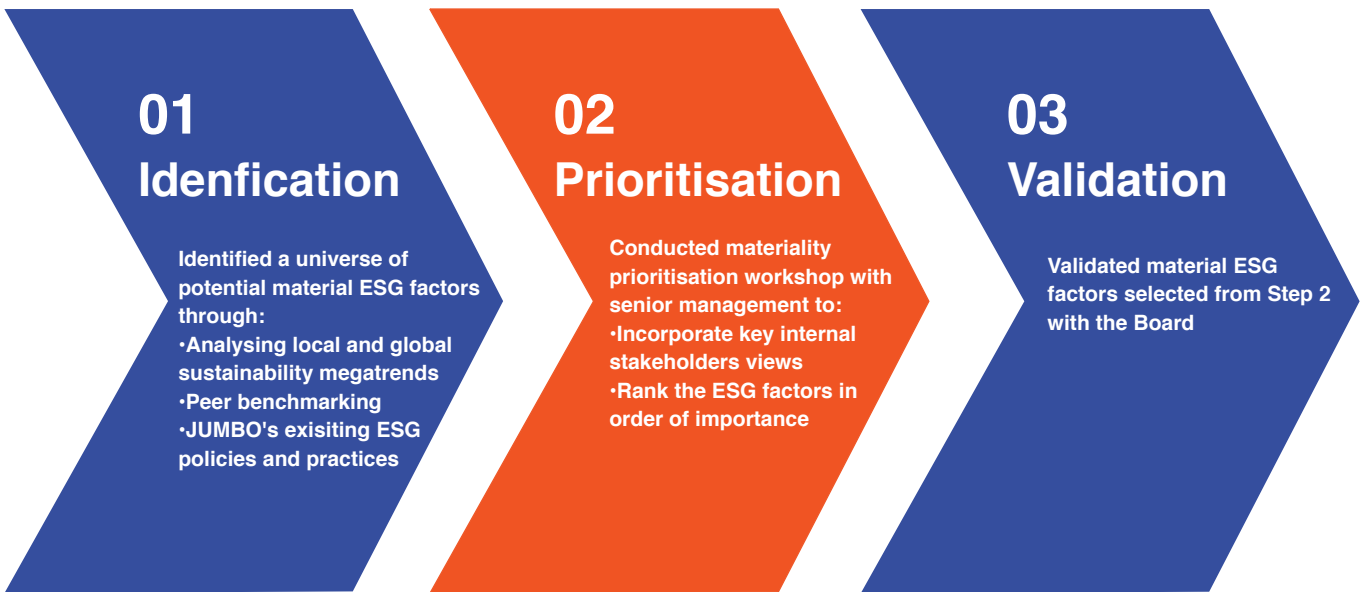 01
Idenfication
Identified a universe of
potential material ESG factors
through:
•Analysing local and global
sustainability megatrends
•Peer benchmarking
•JUMBO's exisiting ESG
policies and practices
02
Prioritisation
Conducted materiality
prioritisation workshop with
senior management to:
•Incorporate key internal
stakeholders views
•Rank the ESG factors in
order of importance
03
Validation
Validated material ESG
factors selected from Step 2
with the Board